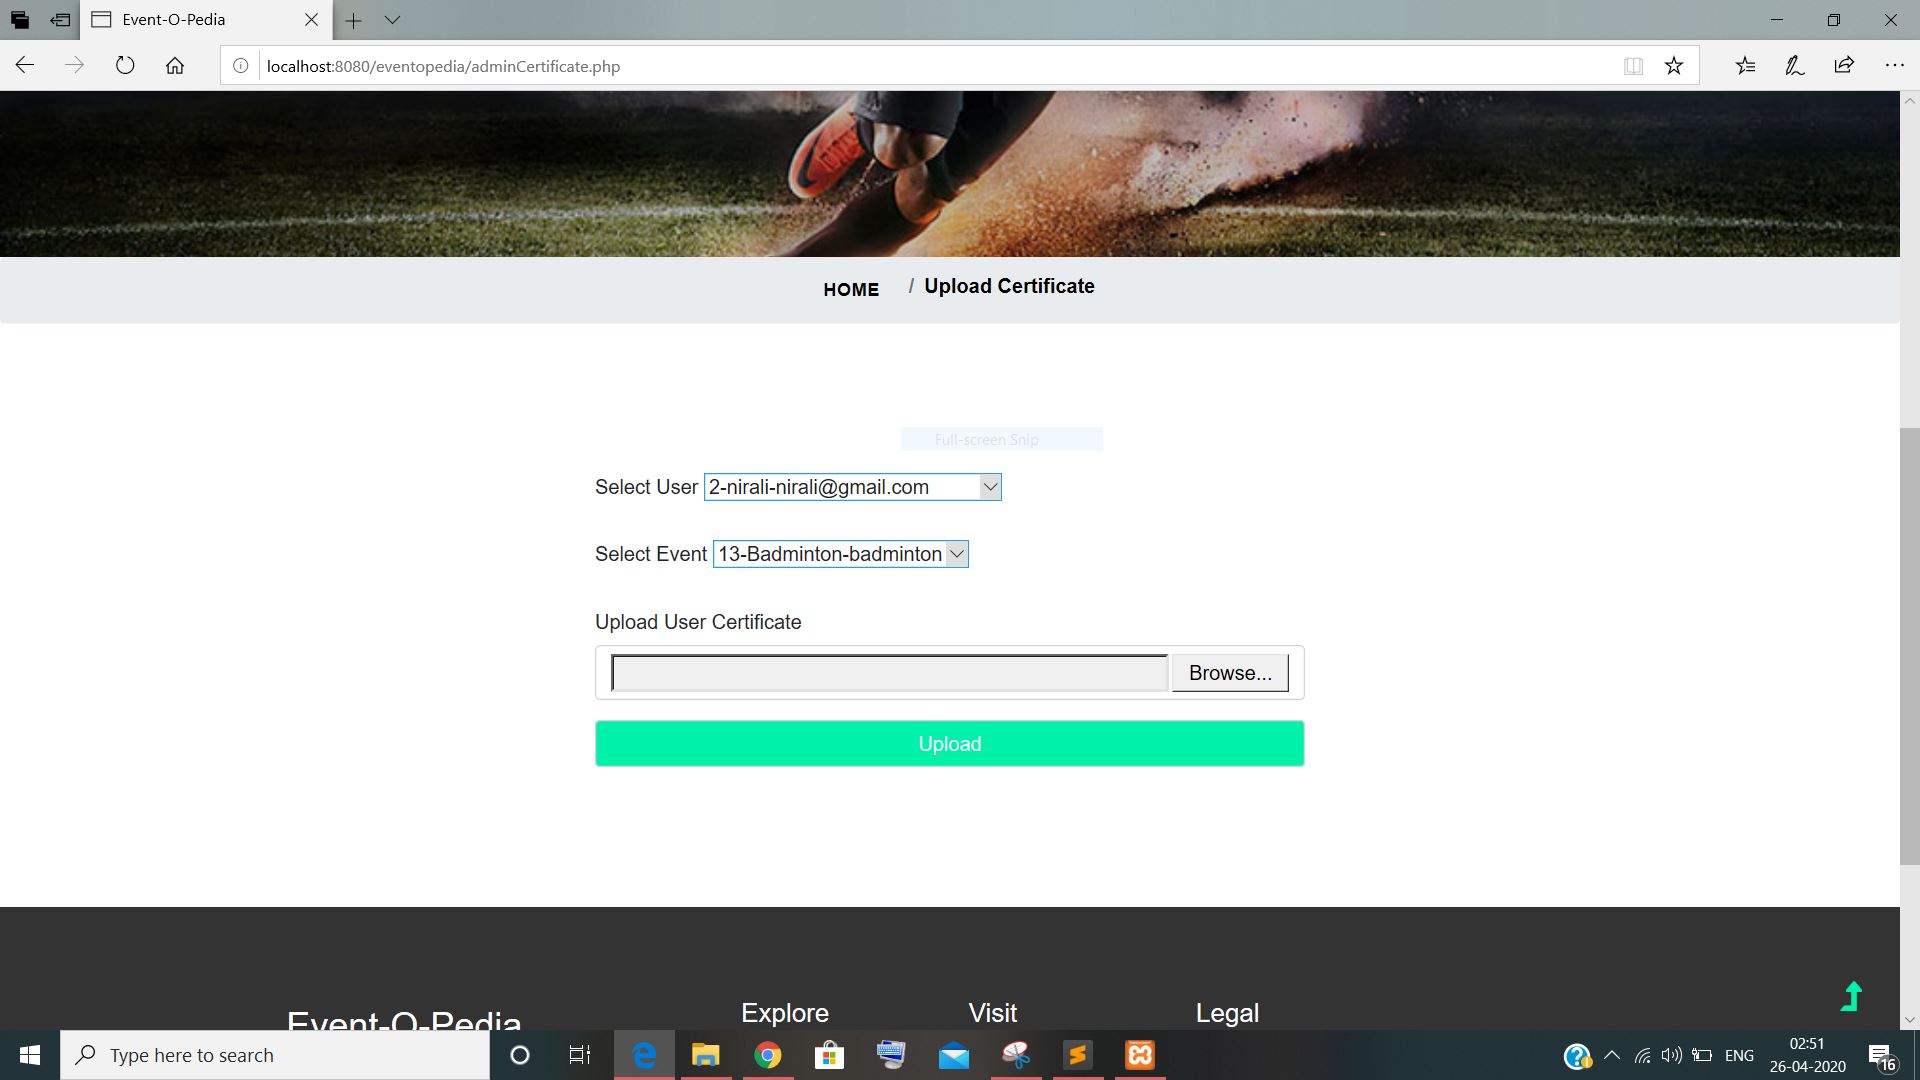 Event-O-Pedia
localhost:8080/eventopedia/adminCertificate.php
HOME / Upload Certificate
Full-screen Snip
Select User 2-nirali-nirali@gmail.com
Select Event 13-Badminton-badminton
Upload User Certificate
Browse...
Upload
Event-O-Pedia Explore Visit Legal
Type here to search
ENG
02:51
26-04-2020
16